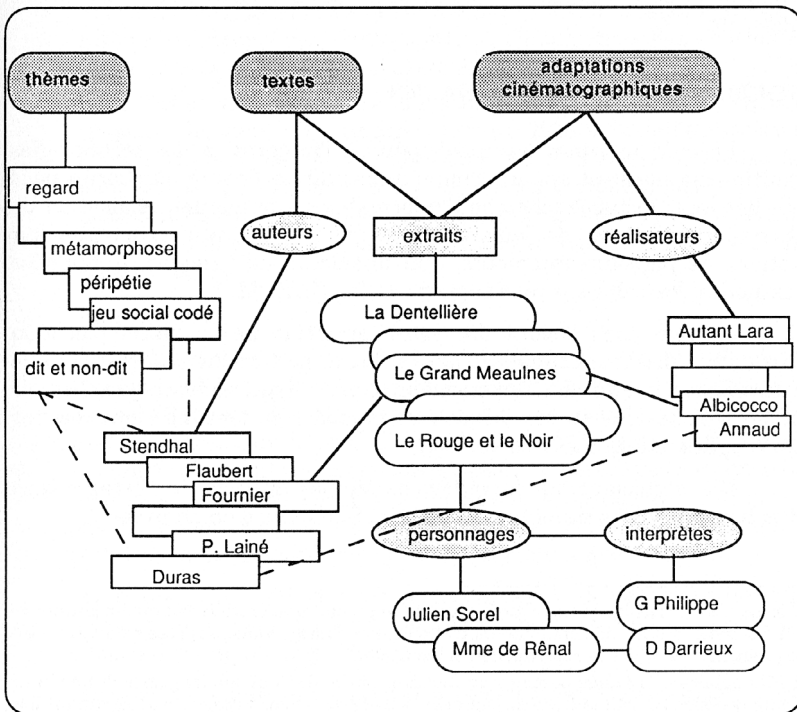 thèmes
textes
adaptations
cinématographiques
regard
métamorphose
péripétie
jeu social codé
dit et non-dit
auteurs
extraits
réalisateurs
La Dentellière
Le Grand Meaulnes
Le Rouge et le Noir
Autant Lara
Albicocco
Annaud
Stendhal
Flaubert
Fournier
P. Lainé
Duras
personnages
interprètes
Julien Sorel
G Philippe
Mme de Rênal
D Darrieux